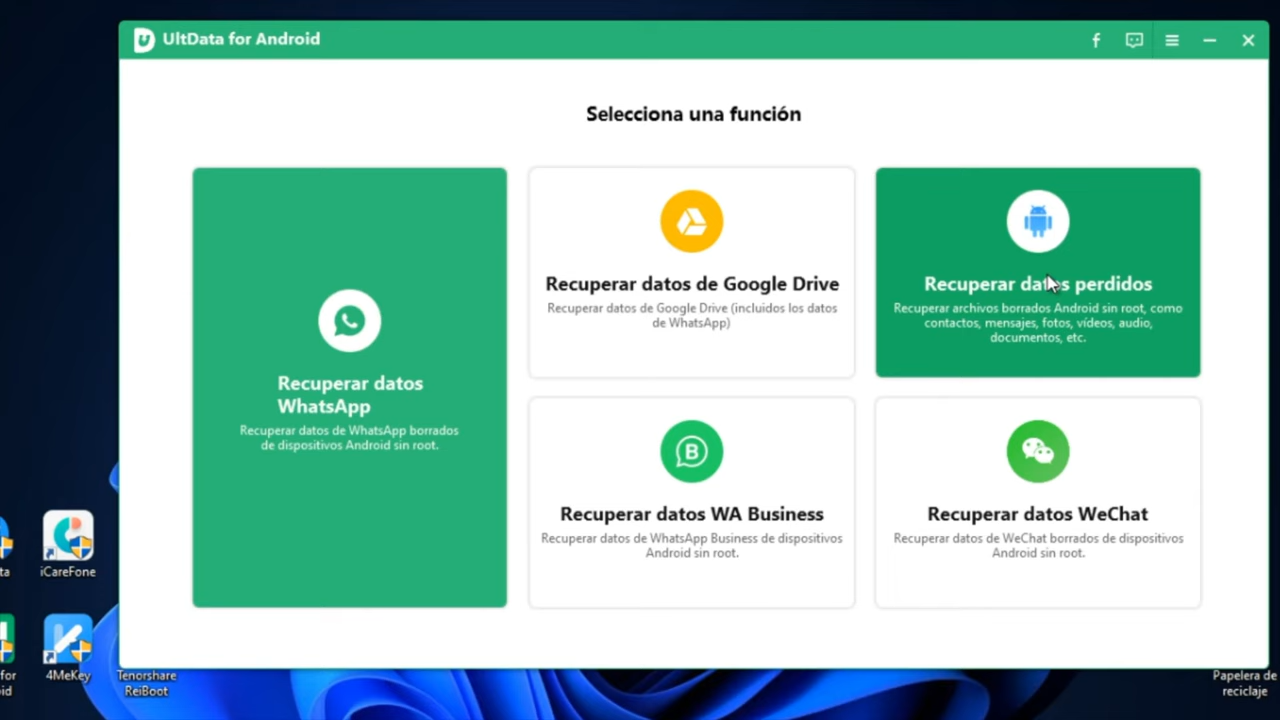 UltData for Android
Selecciona una función
Recuperar datos
WhatsApp
Recuperar datos de WhatsApp borrados
de dispositivos Android sin root.
Recuperar datos de Google Drive
Recuperar datos de Google Drive (incluidos los datos
de WhatsApp)
Recuperar datos perdidos
Recuperar archivos borrados Android sin root, como
contactos, mensajes, fotos, vídeos, audio,
documentos, etc.
Recuperar datos WA Business
Recuperar datos de WhatsApp Business de dispositivos
Android sin root.
Recuperar datos WeChat
Recuperar datos de WeChat borrados de dispositivos
Android sin root.
ta
iCareFone
for
id
4MeKey
Tenorshare
ReiBoot
Papelera de
reciclaje